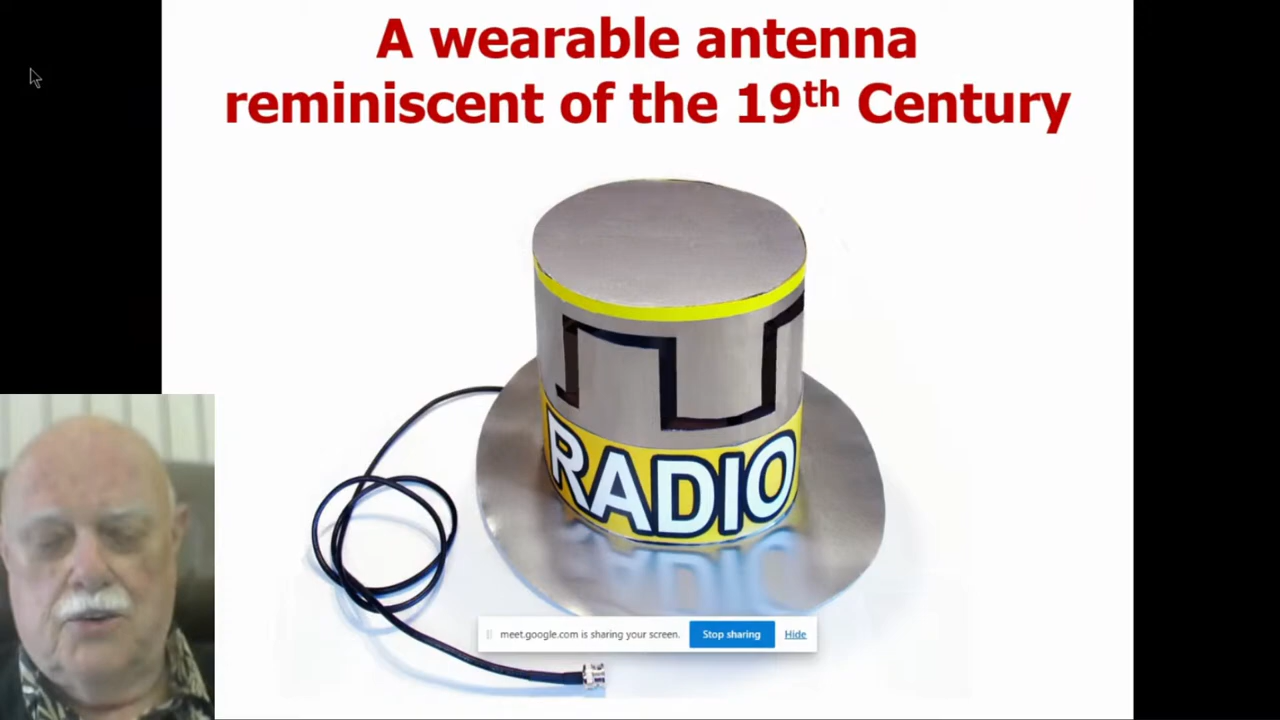 A wearable antenna
reminiscent of the 19th Century
RADIO
meet.google.com is sharing your screen. Stop sharing Hide